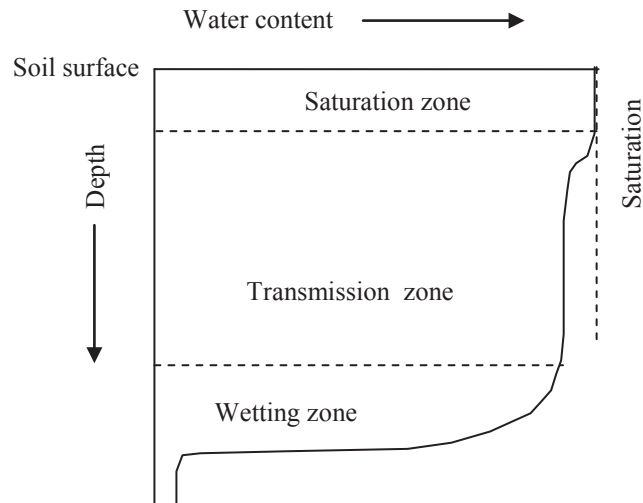 Water content
Soil surface
Saturation zone
Saturation
Depth
Transmission zone
Wetting zone